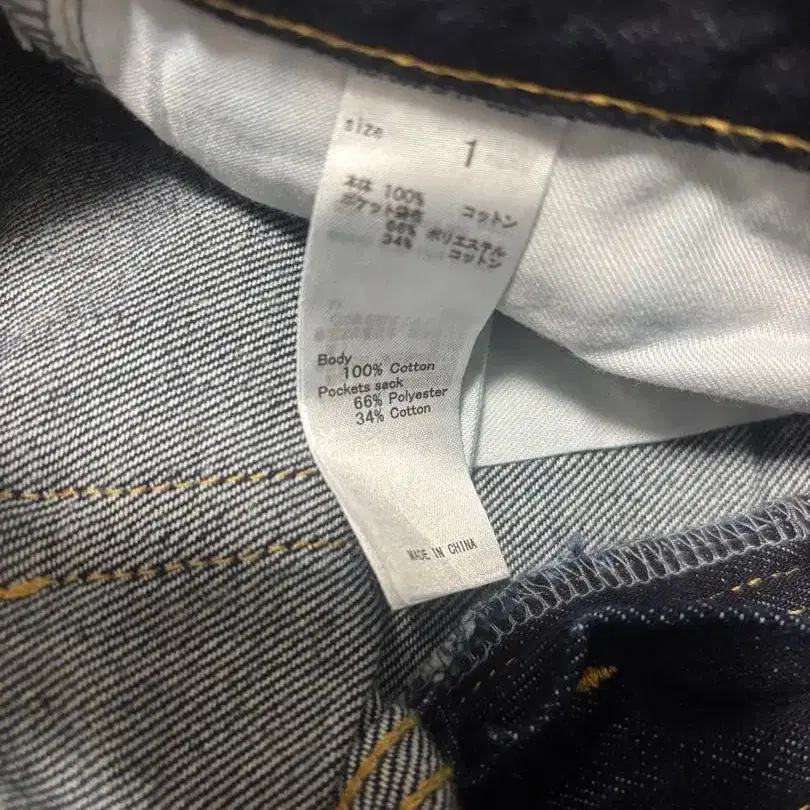 size 1
本体 100% コットン
ポケット袋布
66% ポリエステル
34% コットン
Body
100% Cotton
Pockets sack
66% Polyester
34% Cotton
MADE IN CHINA